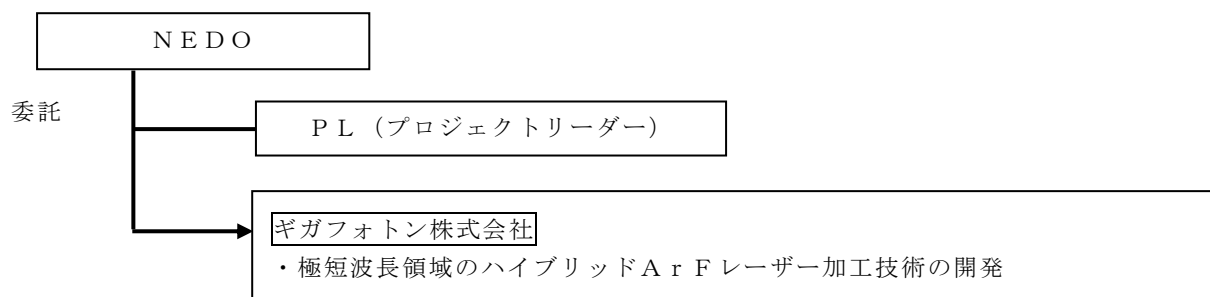 ＮＥＤＯ
委託
ＰＬ（プロジェクトリーダー）
ギガフォトン株式会社
・極短波長領域のハイブリッドＡｒＦレーザー加工技術の開発